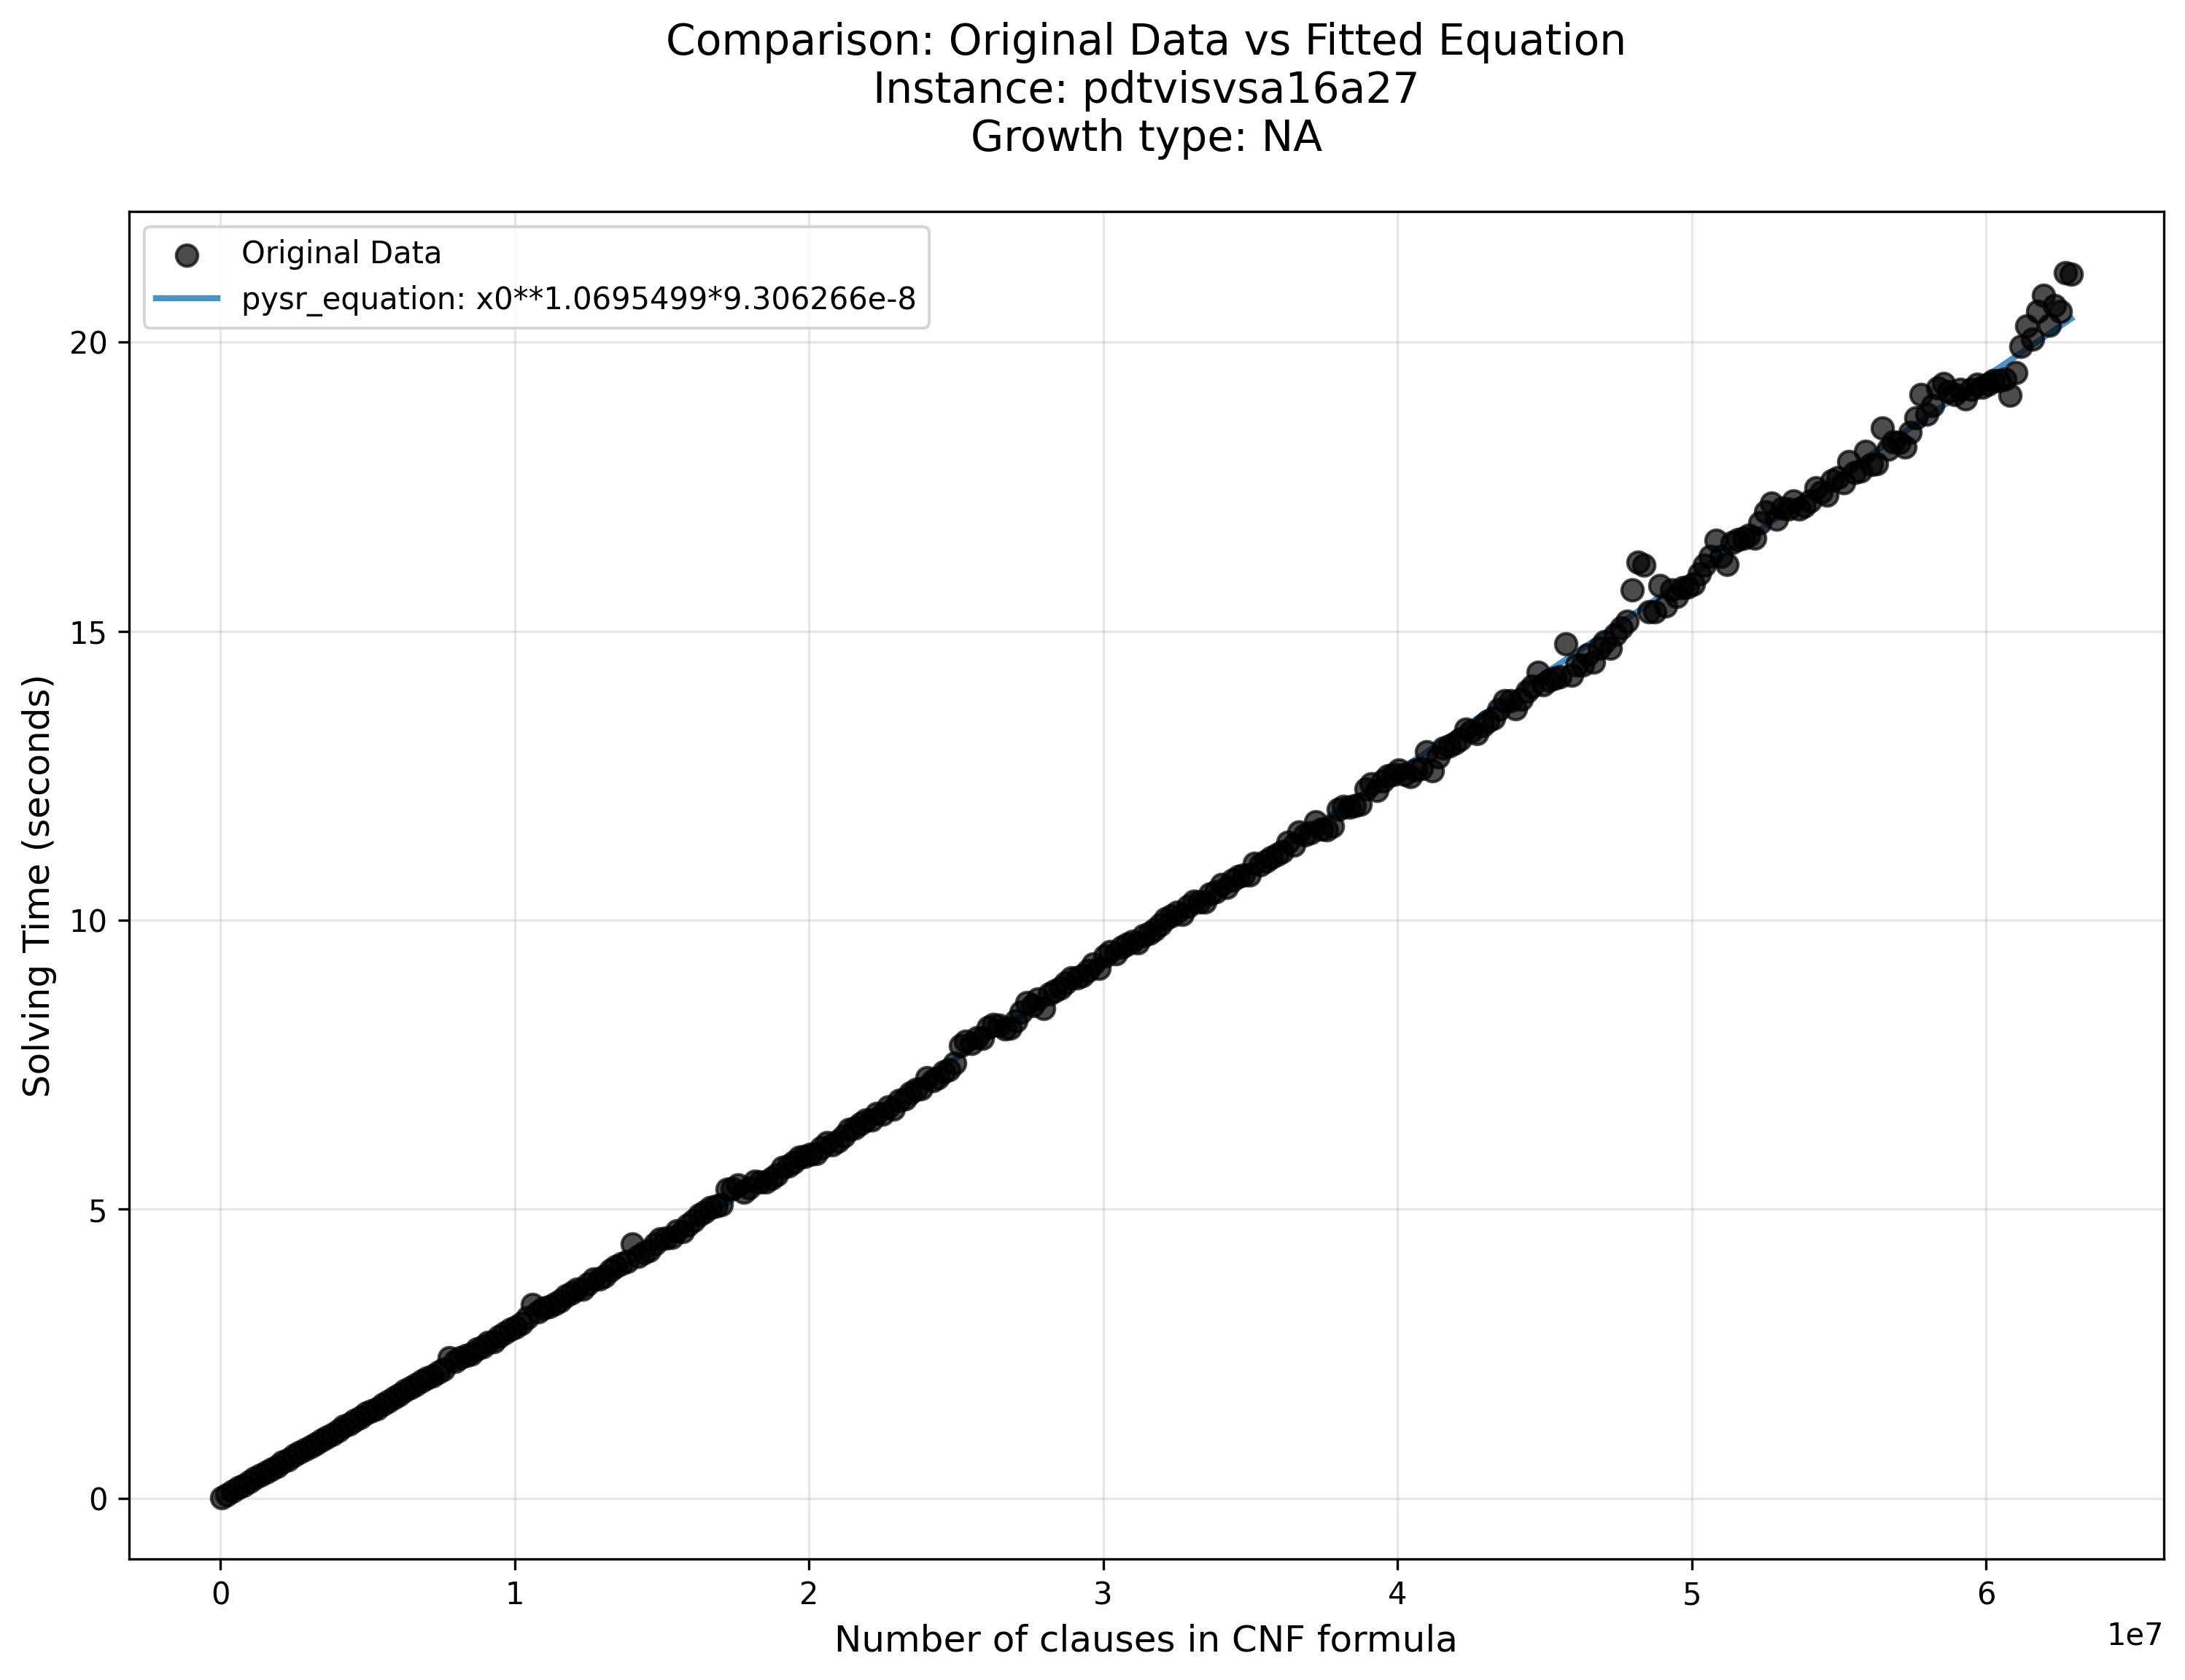 Comparison: Original Data vs Fitted Equation
Instance: pdtvisvsa16a27
Growth type: NA
Original Data
pysr_equation: x0**1.0695499*9.306266e-8
20
15
10
5
0
Solving Time (seconds)
0 1 2 3 4 5 6
1e7
Number of clauses in CNF formula